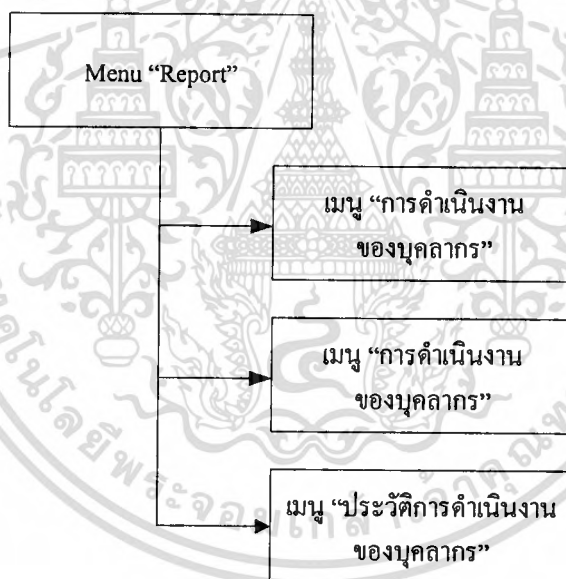 Menu “Report”
เมนู “การดำเนินงาน
ของบุคลากร”
เมนู “การดำเนินงาน
ของบุคลากร”
เมนู “ประวัติการดำเนินงาน
ของบุคลากร”